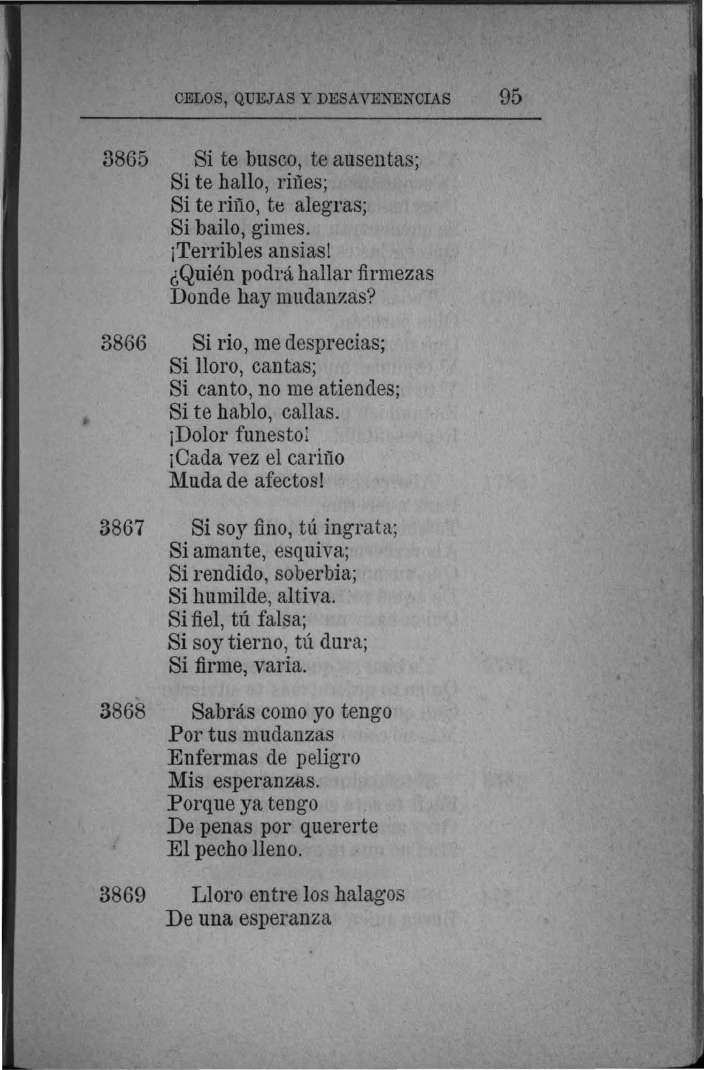 CELOS, QUEJAS Y DESAVENENCIAS 95
3865 Si te busco, te ausentas;
Si te hallo, riñes;
Si te riño, te alegras;
Si bailo, gimes.
¡Terribles ansias!
¿Quién podrá hallar firmezas
Donde hay mudanzas?
3866 Si rio, me desprecias;
Si lloro, cantas;
Si canto, no me atiendes;
Si te hablo, callas.
¡Dolor funesto!
¡Cada vez el cariño
Muda de afectos!
3867 Si soy fino, tú ingrata;
Si amante, esquiva;
Si rendido, soberbia;
Si humilde, altiva.
Si fiel, tú falsa;
Si soy tierno, tú dura;
Si firme, varia.
3868 Sabrás como yo tengo
Por tus mudanzas
Enfermas de peligro
Mis esperanzas.
Porque ya tengo
De penas por quererte
El pecho lleno.
3869 Lloro entre los halagos
De una esperanza